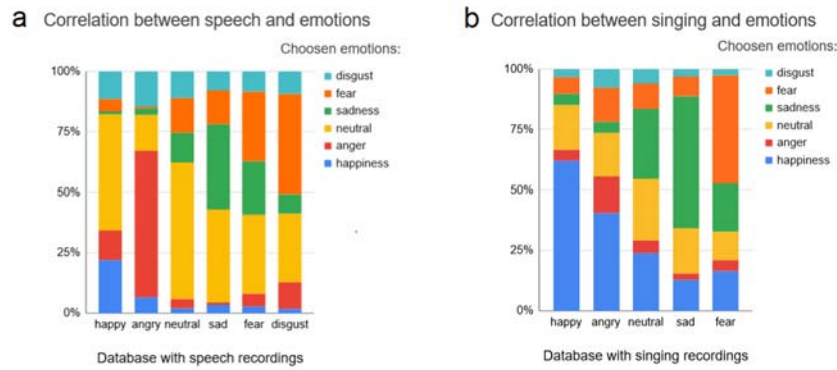 a
Correlation between speech and emotions
Choosen emotions:
100%
75%
50%
25%
0%
disgust
fear
sadness
neutral
anger
happiness
happy angry neutral sad fear disgust
Database with speech recordings
b
Correlation between singing and emotions
Choosen emotions:
100%
75%
50%
25%
0%
disgust
fear
sadness
neutral
anger
happiness
happy angry neutral sad fear
Database with singing recordings